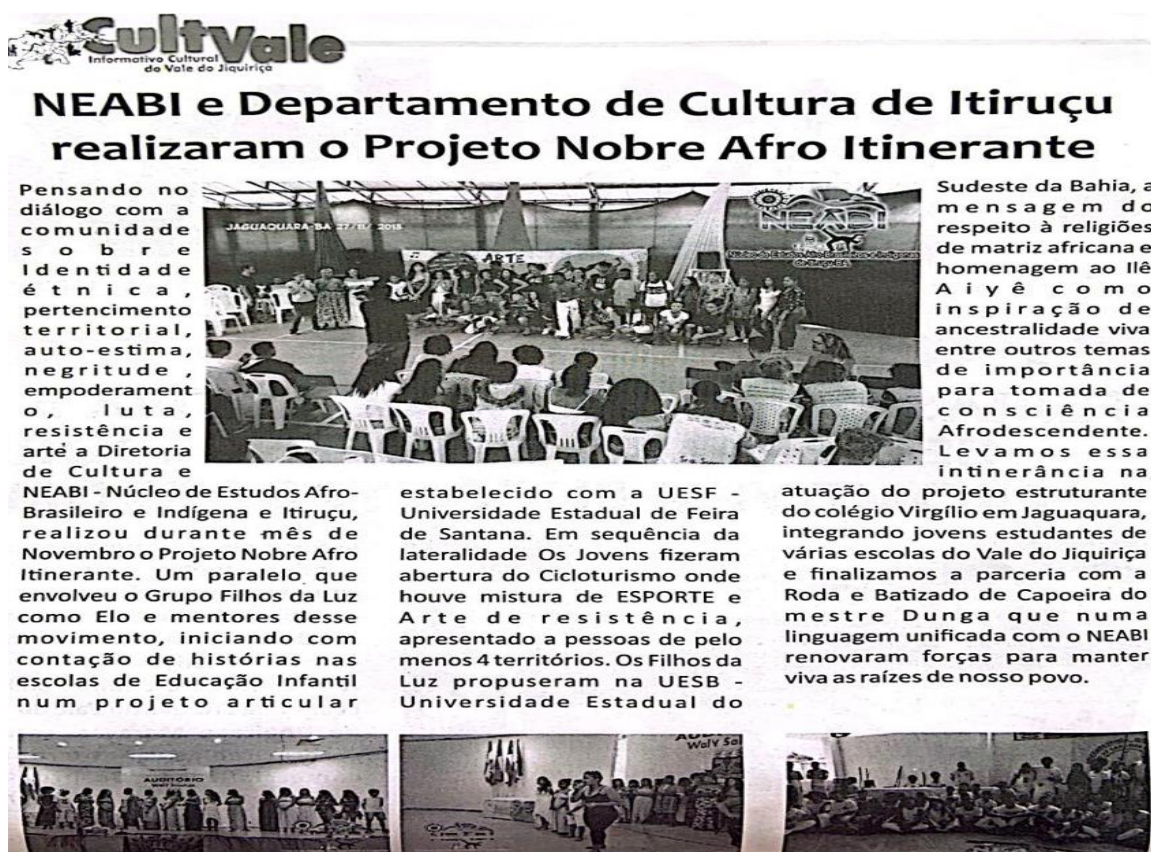 CultVale
Informativo Cultural
do Vale do Jiquiriçá
NEABI e Departamento de Cultura de Itiruçu
realizaram o Projeto Nobre Afro Itinerante
Pensando no
diálogo com a
comunidade
sobre
Identidade
étnica,
pertencimento
territorial,
auto-estima,
negritude,
empoderament
o, luta,
resistência e
arte a Diretoria
de Cultura e
NEABI - Núcleo de Estudos Afro-
Brasileiro e Indígena e Itiruçu,
realizou durante mês de
Novembro o Projeto Nobre Afro
Itinerante. Um paralelo que
envolveu o Grupo Filhos da Luz
como Elo e mentores desse
movimento, iniciando com
contação de histórias nas
escolas de Educação Infantil
num projeto articular
JAGUAQUARA-BA 27/11/ 2018
ARTE
NEABI
estabelecido com a UESF -
Universidade Estadual de Feira
de Santana. Em sequência da
lateralidade Os Jovens fizeram
abertura do Cicloturismo onde
houve mistura de ESPORTE e
Arte de resistência,
apresentado a pessoas de pelo
menos 4 territórios. Os Filhos da
Luz propuseram na UESB -
Universidade Estadual do
Sudeste da Bahia, a
mensagem do
respeito à religiões
de matriz africana e
homenagem ao Ilê
Aiyê como
inspiração de
ancestralidade viva
entre outros temas
de importância
para tomada de
consciência
Afrodescendente.
Levamos essa
intinerância na
atuação do projeto estruturante
do colégio Virgílio em Jaguaquara,
integrando jovens estudantes de
várias escolas do Vale do Jiquiriça
e finalizamos a parceria com a
Roda e Batizado de Capoeira do
mestre Dunga que numa
linguagem unificada com o NEABI
renovaram forças para manter
viva as raízes de nosso povo.
AUDITÓRIO
Waly Sal